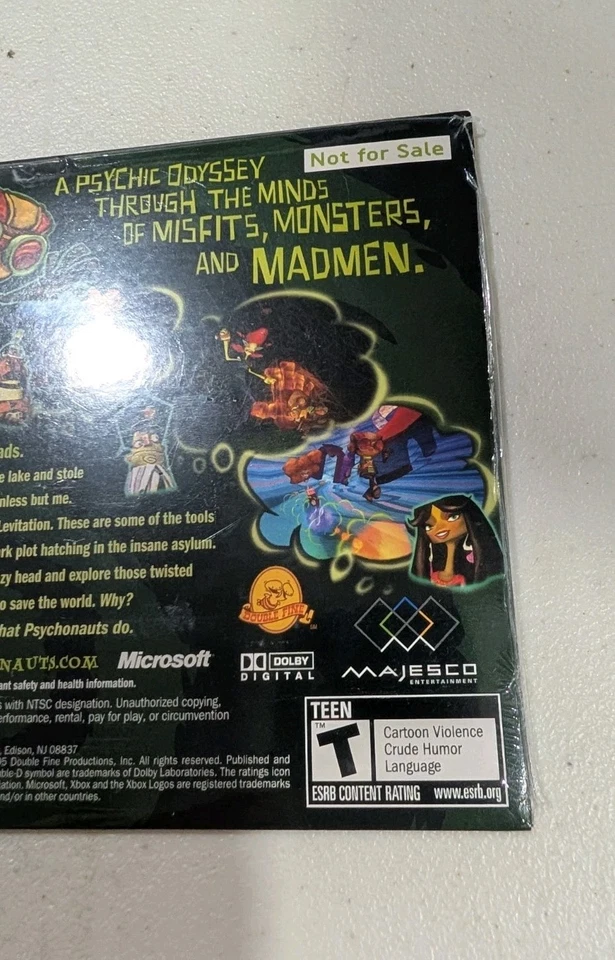 Not for Sale
A PSYCHIC ODYSSEY
THROUGH THE MINDS
OF MISFITS, MONSTERS,
AND MADMEN.
ads.
e lake and stole
nless but me.
Levitation. These are some of the tools
rk plot hatching in the insane asylum.
zy head and explore those twisted
o save the world. Why?
hat Psychonauts do.
DOUBLE FINE!
SM
NAUTS.COM Microsoft
DOLBY
DIGITAL
MAJESCO
ENTERTAINMENT
ant safety and health information.
s with NTSC designation. Unauthorized copying,
erformance, rental, pay for play, or circumvention
, Edison, NJ 08837
5 Double Fine Productions, Inc. All rights reserved. Published and
ble-D symbol are trademarks of Dolby Laboratories. The ratings icon
ation. Microsoft, Xbox and the Xbox Logos are registered trademarks
nd/or in other countries.
TEEN
TM
T
Cartoon Violence
Crude Humor
Language
ESRB CONTENT RATING www.esrb.org